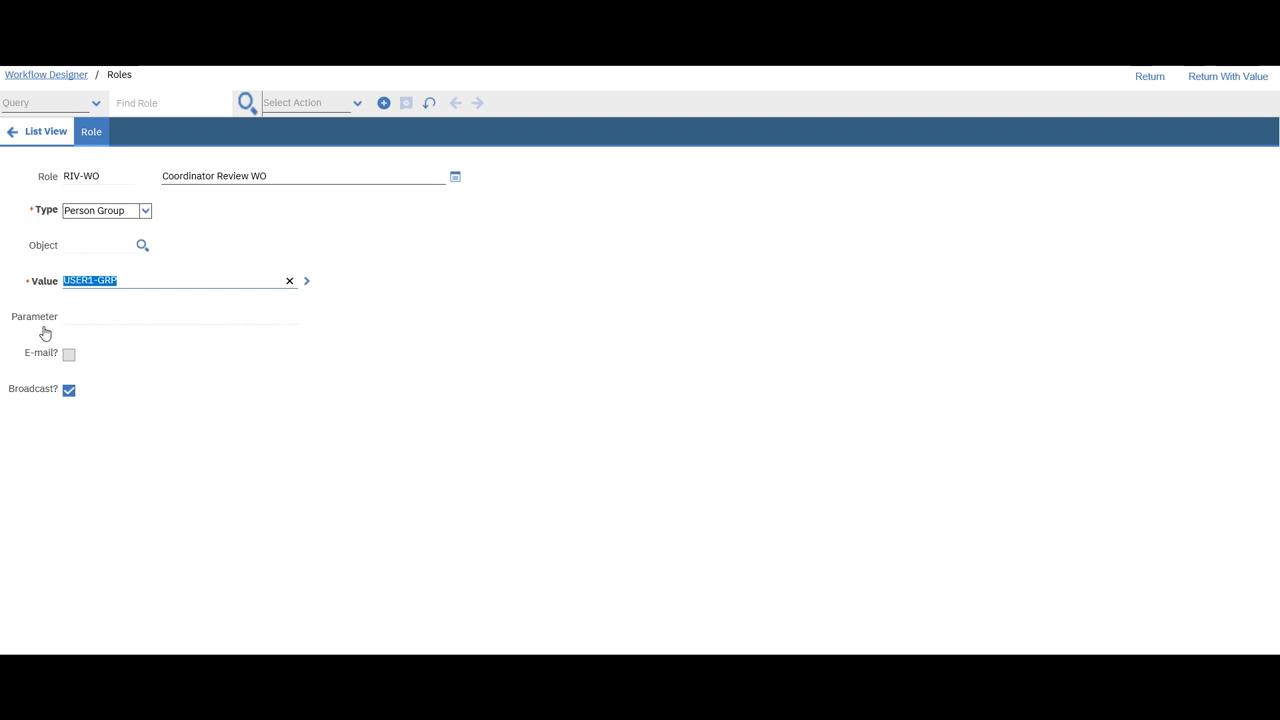 Workflow Designer / Roles
Return Return With Value
Query Find Role Select Action
List View Role
Role RIV-WO Coordinator Review WO
* Type Person Group
Object
* Value USER1-GRP
Parameter
E-mail?
Broadcast?